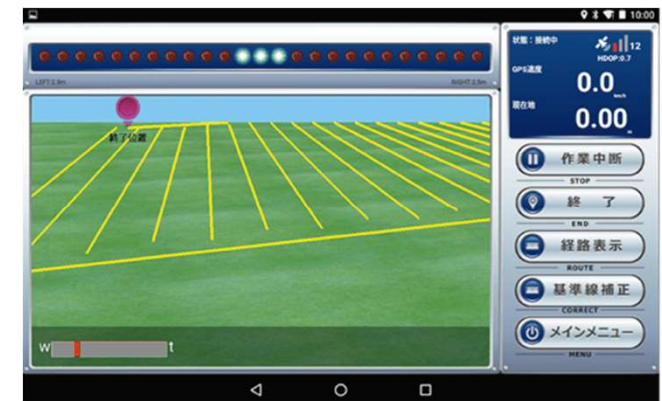 10:00
LEFT:2.5m
RIGHT:2.5m
終了位置
w
t
状態：接続中
12
HDOP:0.7
GPS速度
0.0
km/h
現在地
0.00
m
作業中断
STOP
終 了
END
経路表示
ROUTE
基準線補正
CORRECT
メインメニュー
MENU